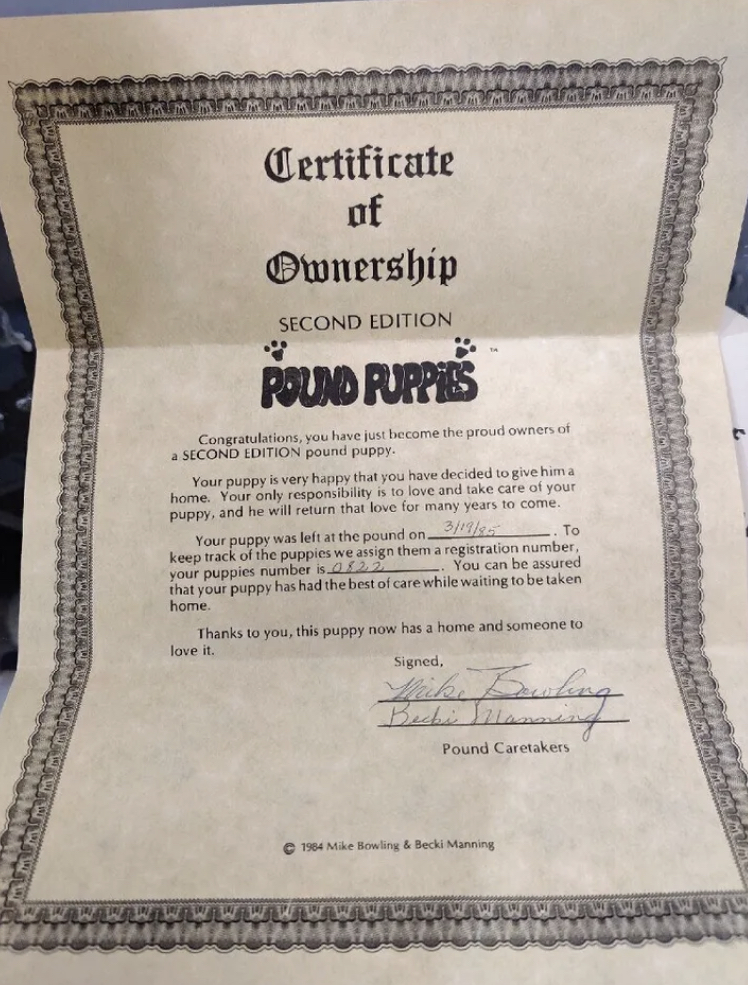 Certificate
of
Ownership
SECOND EDITION
POUND PUPPIES ™
Congratulations, you have just become the proud owners of
a SECOND EDITION pound puppy.
Your puppy is very happy that you have decided to give him a
home. Your only responsibility is to love and take care of your
puppy, and he will return that love for many years to come.
Your puppy was left at the pound on 3/19/85. To
keep track of the puppies we assign them a registration number,
your puppies number is 0822. You can be assured
that your puppy has had the best of care while waiting to be taken
home.
Thanks to you, this puppy now has a home and someone to
love it.
Signed,
Mike Bowling
Becki Manning
Pound Caretakers
© 1984 Mike Bowling & Becki Manning